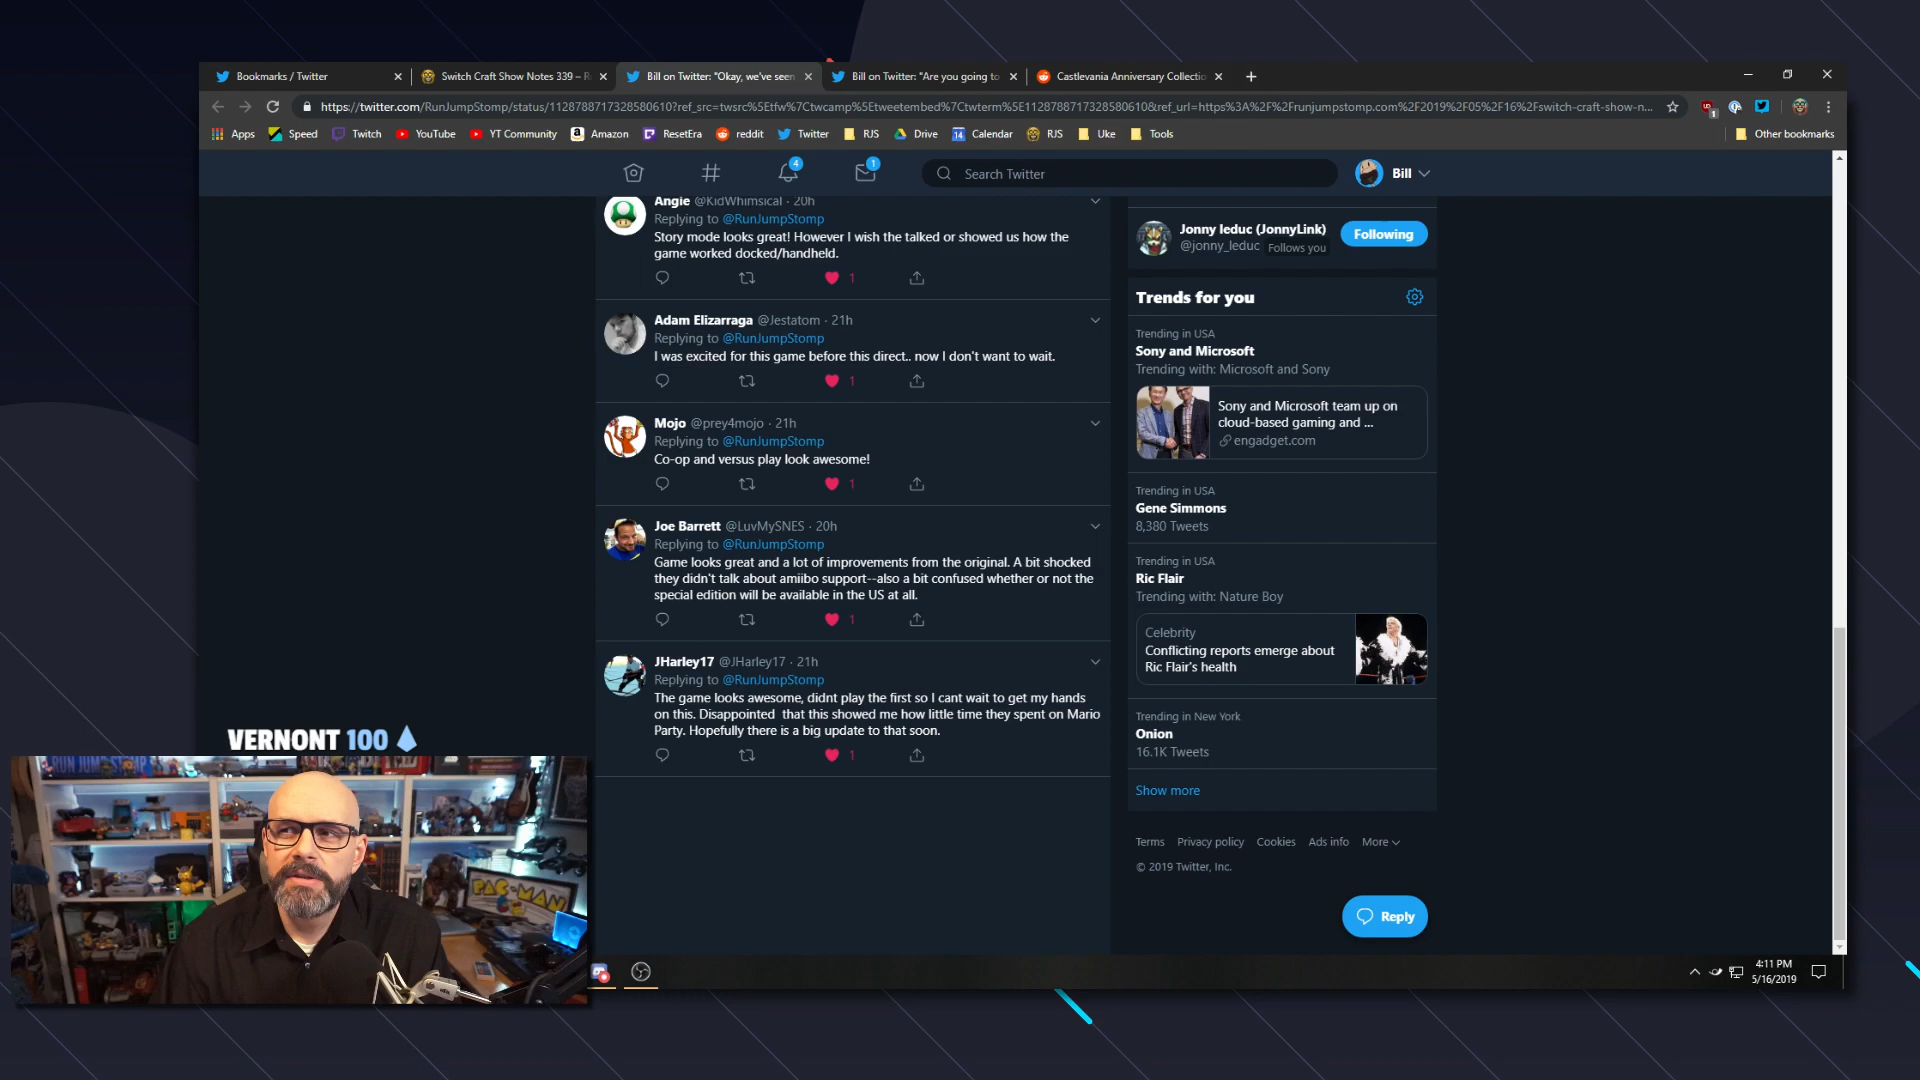 Bookmarks / Twitter
Switch Craft Show Notes 339 – R
Bill on Twitter: "Okay, we've seen
Bill on Twitter: "Are you going to
Castlevania Anniversary Collectio
https://twitter.com/RunJumpStomp/status/1128788717328580610?ref_src=twsrc%5Etfw%7Ctwcamp%5Etweetembed%7Ctwterm%5E1128788717328580610&ref_url=https%3A%2F%2Frunjumpstomp.com%2F2019%2F05%2F16%2Fswitch-craft-show-n...
Apps
Speed
Twitch
YouTube
YT Community
Amazon
ResetEra
reddit
Twitter
RJS
Drive
Calendar
RJS
Uke
Tools
Other bookmarks
4
1
Search Twitter
Bill
Angie @KidWhimsical · 20h
Replying to @RunJumpStomp
Story mode looks great! However I wish the talked or showed us how the
game worked docked/handheld.
1
Adam Elizarraga @Jestatom · 21h
Replying to @RunJumpStomp
I was excited for this game before this direct.. now I don't want to wait.
1
Mojo @prey4mojo · 21h
Replying to @RunJumpStomp
Co-op and versus play look awesome!
1
Joe Barrett @LuvMySNES · 20h
Replying to @RunJumpStomp
Game looks great and a lot of improvements from the original. A bit shocked
they didn't talk about amiibo support--also a bit confused whether or not the
special edition will be available in the US at all.
1
JHarley17 @JHarley17 · 21h
Replying to @RunJumpStomp
The game looks awesome, didnt play the first so I cant wait to get my hands
on this. Disappointed that this showed me how little time they spent on Mario
Party. Hopefully there is a big update to that soon.
1
Jonny leduc (JonnyLink)
@jonny_leduc Follows you
Following
Trends for you
Trending in USA
Sony and Microsoft
Trending with: Microsoft and Sony
Sony and Microsoft team up on
cloud-based gaming and ...
engadget.com
Trending in USA
Gene Simmons
8,380 Tweets
Trending in USA
Ric Flair
Trending with: Nature Boy
Celebrity
Conflicting reports emerge about
Ric Flair's health
Trending in New York
Onion
16.1K Tweets
Show more
Terms Privacy policy Cookies Ads info More
© 2019 Twitter, Inc.
Reply
VERNONT 100
RUN JUMP STOMP
PAC-MAN
4:11 PM
5/16/2019